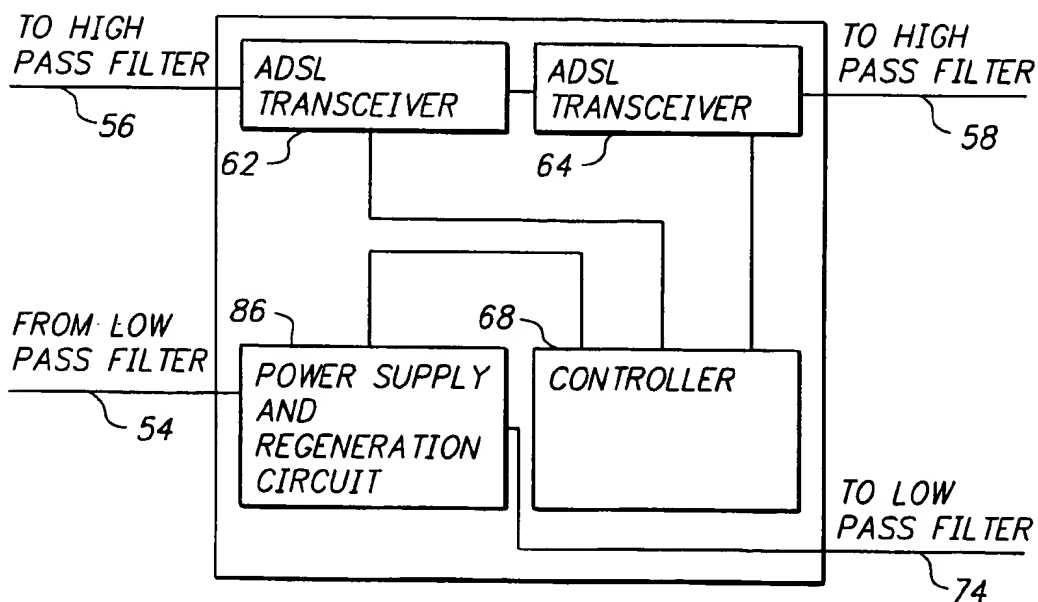 TO HIGH
PASS FILTER
56
ADSL
TRANSCEIVER
62
ADSL
TRANSCEIVER
64
TO HIGH
PASS FILTER
58
FROM LOW
PASS FILTER
54
86
POWER SUPPLY
AND
REGENERATION
CIRCUIT
68
CONTROLLER
TO LOW
PASS FILTER
74